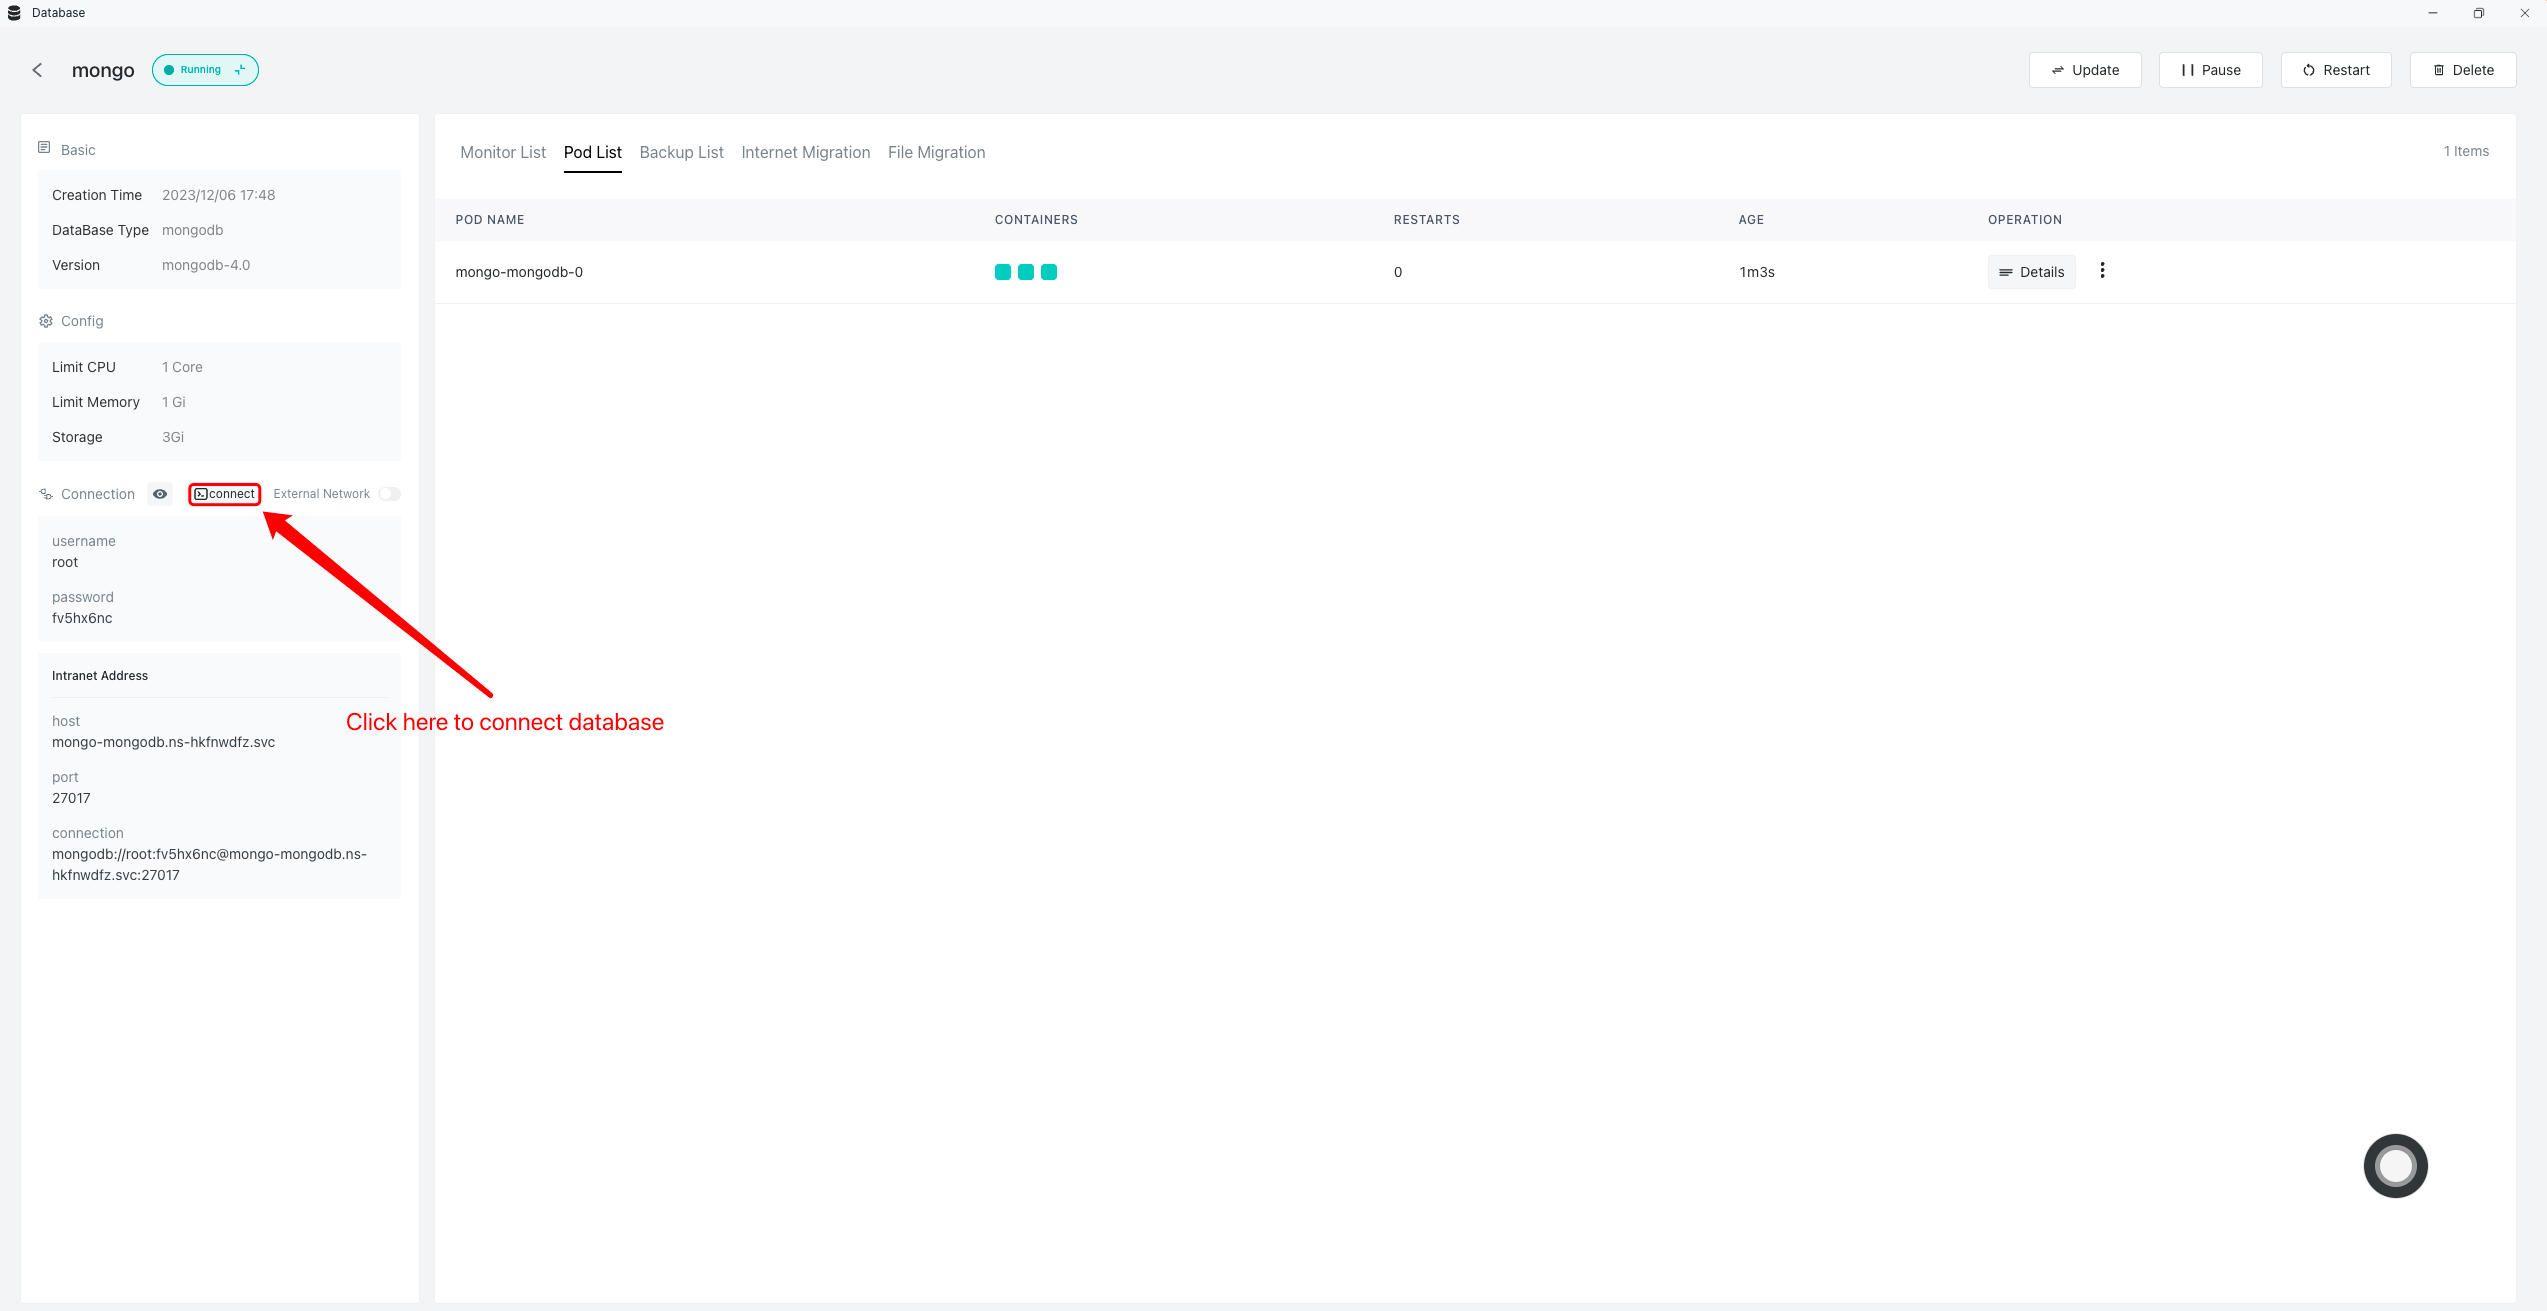 Database
mongo
Running
Update
Pause
Restart
Delete
Basic
Creation Time 2023/12/06 17:48
DataBase Type mongodb
Version mongodb-4.0
Config
Limit CPU 1 Core
Limit Memory 1 Gi
Storage 3Gi
Connection connect External Network
username
root
password
fv5hx6nc
Intranet Address
host
mongo-mongodb.ns-hkfnwdfz.svc
port
27017
connection
mongodb://root:fv5hx6nc@mongo-mongodb.ns-
hkfnwdfz.svc:27017
Click here to connect database
Monitor List Pod List Backup List Internet Migration File Migration
1 Items
POD NAME CONTAINERS RESTARTS AGE OPERATION
mongo-mongodb-0 0 1m3s Details